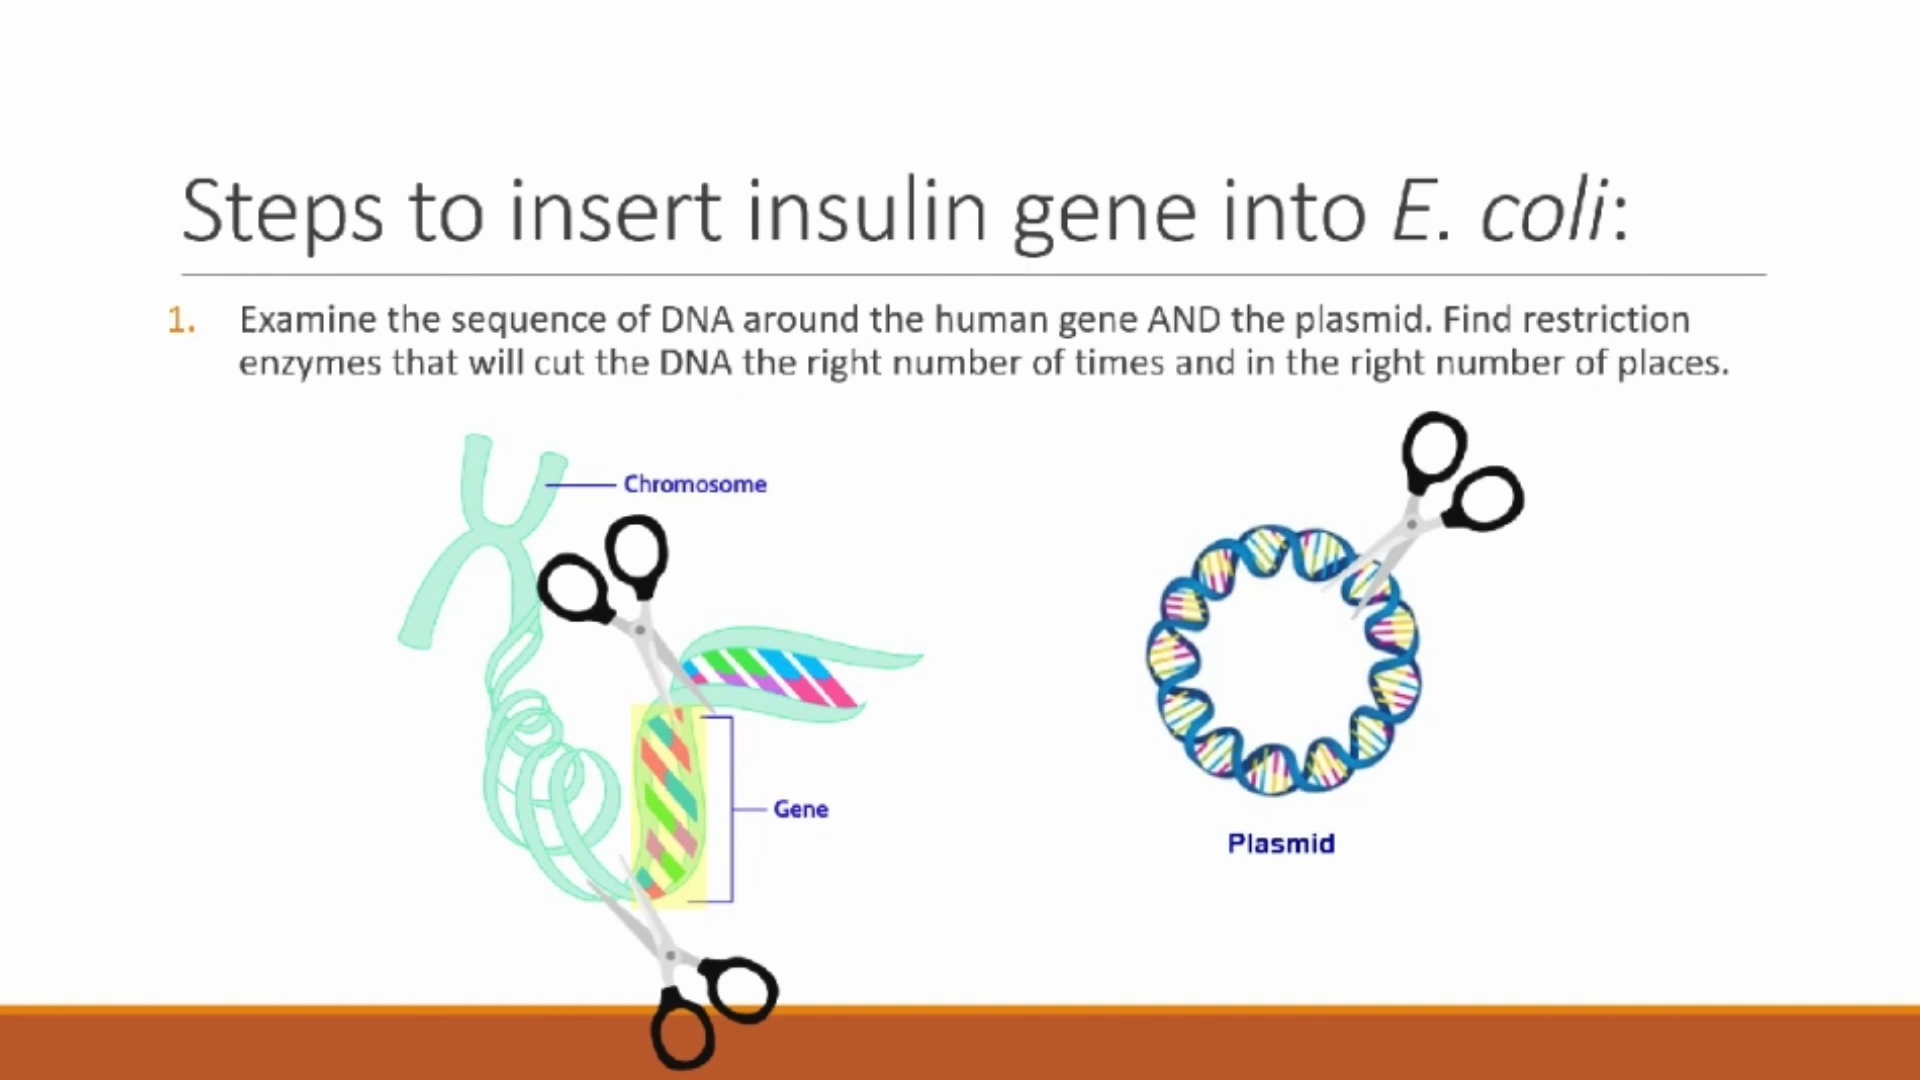 Steps to insert insulin gene into E. coli:
1. Examine the sequence of DNA around the human gene AND the plasmid. Find restriction
enzymes that will cut the DNA the right number of times and in the right number of places.
Chromosome
Gene
Plasmid